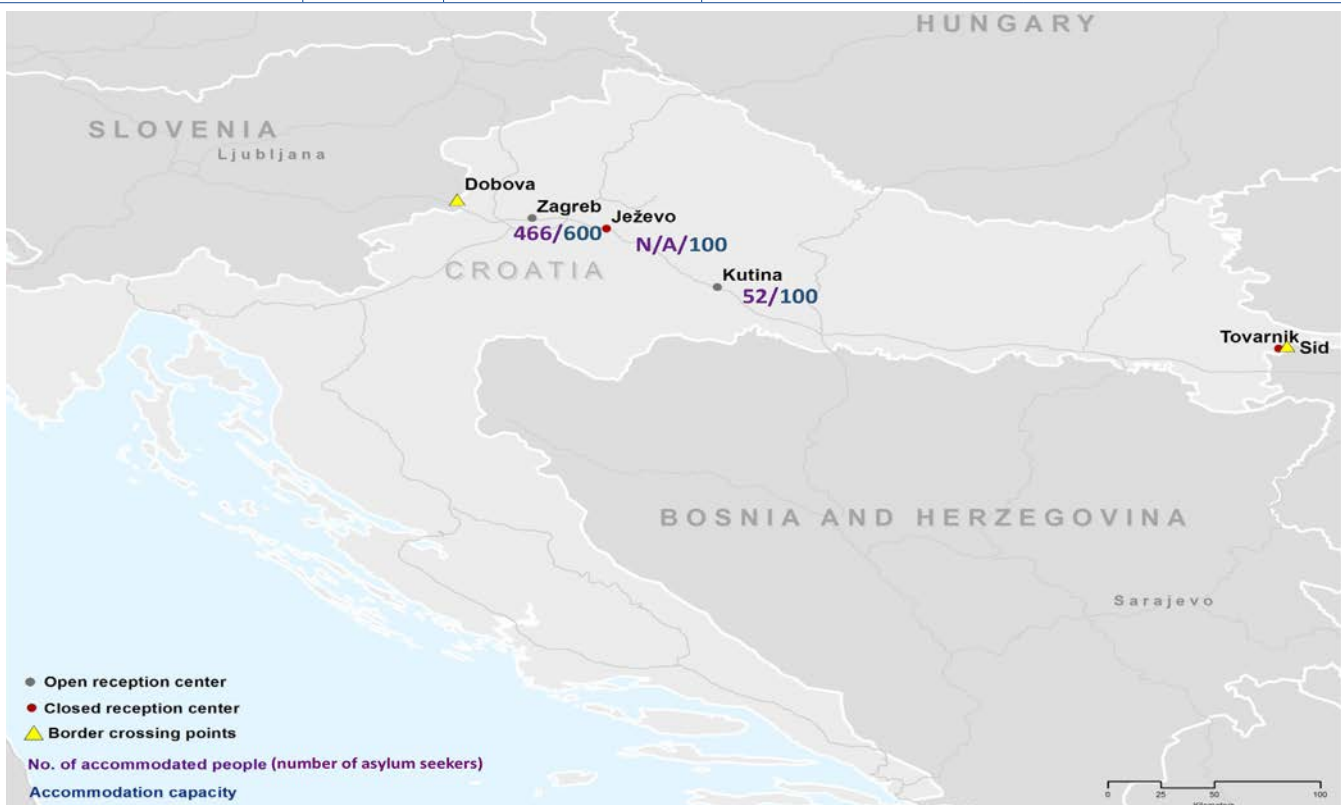 HUNGARY
SLOVENIA
Ljubljana
Dobova
Zagreb
466/600
Ježevo
N/A/100
CROATIA
Kutina
52/100
Tovarnik
Sid
BOSNIA AND HERZEGOVINA
Sarajevo
Open reception center
Closed reception center
Border crossing points
No. of accommodated people (number of asylum seekers)
Accommodation capacity
0 25 50 100
Kilometers